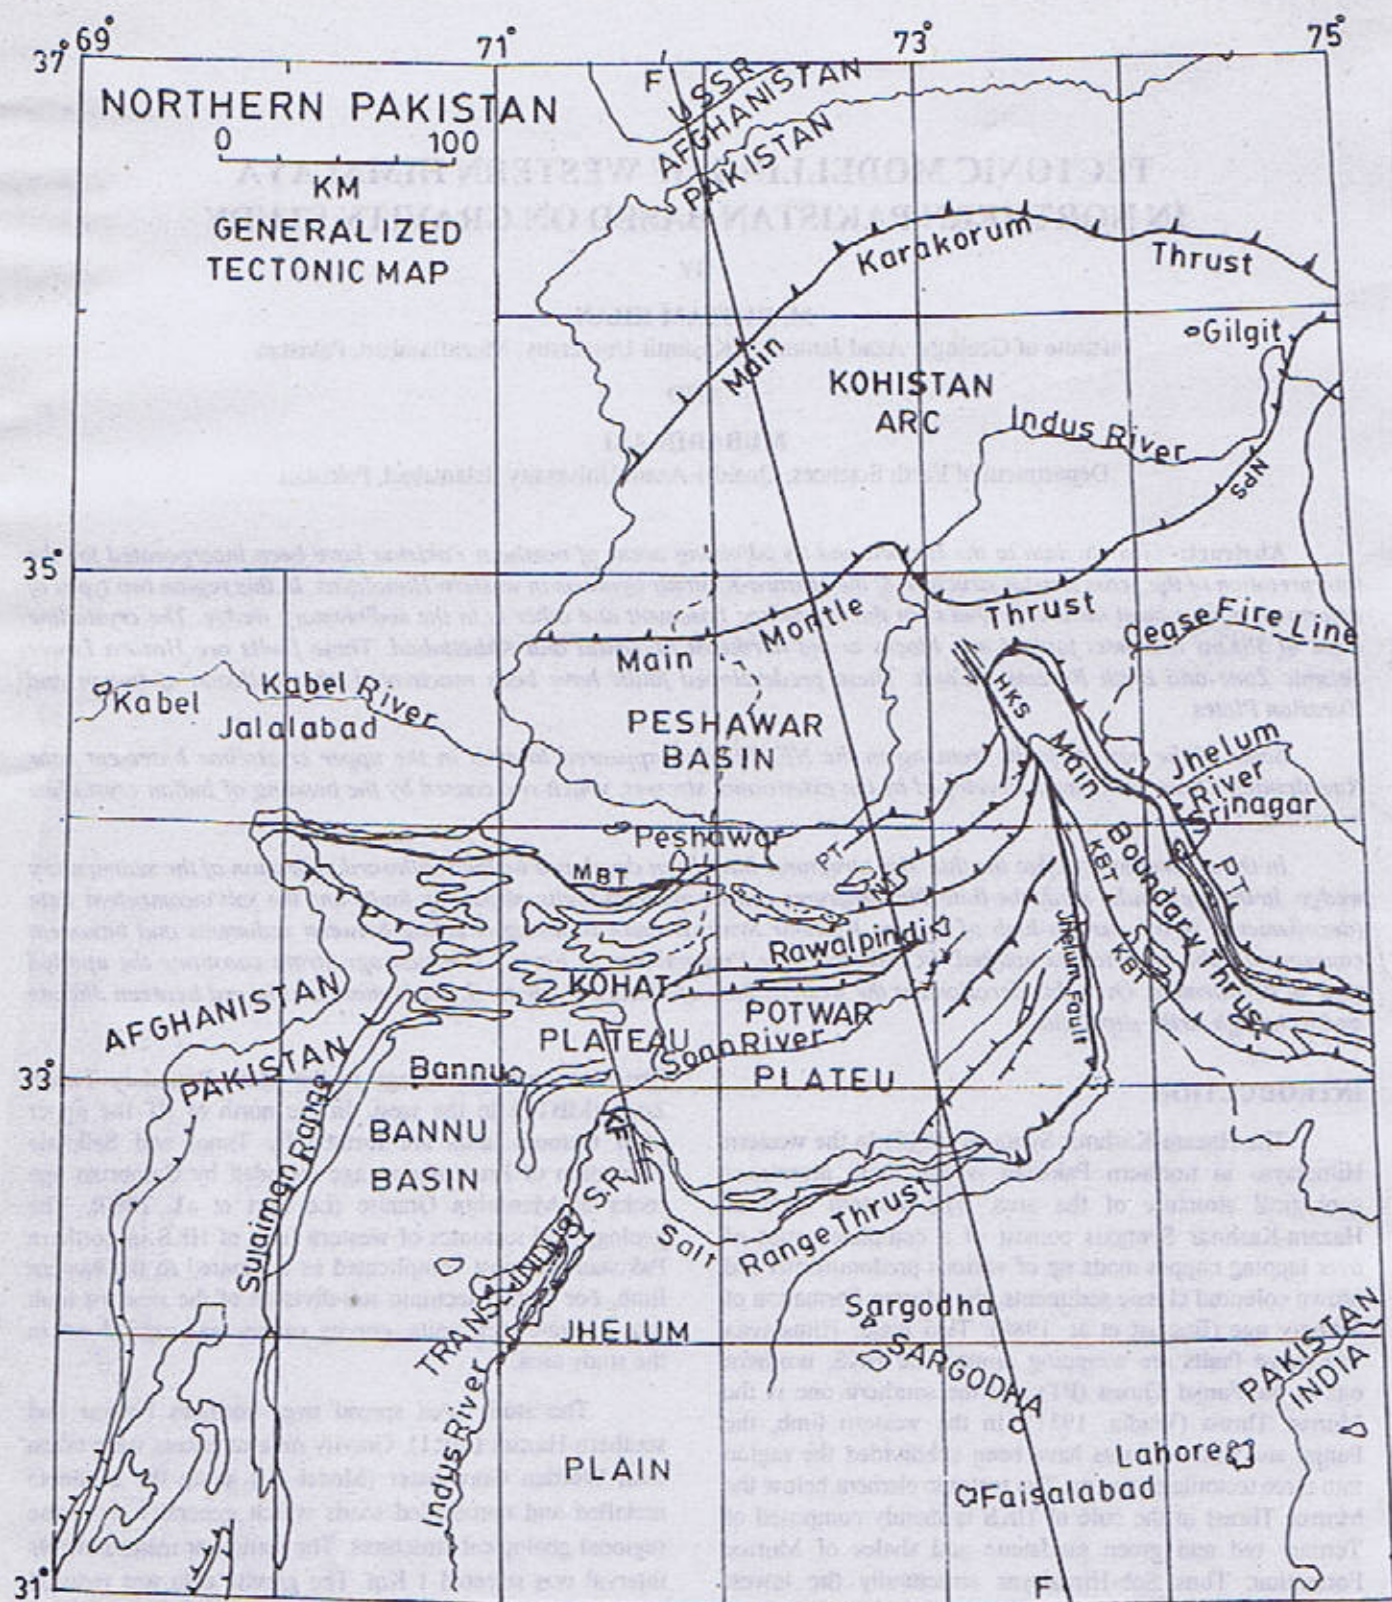 69° 71° 73° 75°
37°
NORTHERN PAKISTAN
0 100
KM
GENERALIZED
TECTONIC MAP
F
USSR
AFGHANISTAN
PAKISTAN
Main Karakorum Thrust
Gilgit
KOHISTAN
ARC
Indus River
NPS
35°
Main Mantle Thrust
Cease Fire Line
Kabel
Kabel River
Jalalabad
PESHAWAR
BASIN
HKS
Jhelum
River
Srinagar
Peshawar
PT
MBT
Main
Boundary
Thrust
KBT
KBT
PT
Rawalpindi
Jhelum Fault
KOHAT
PLATEAU
POTWAR
PLATEU
Soan River
AFGHANISTAN
PAKISTAN
33°
Bannu
BANNU
BASIN
Sulaiman Range
TRANS INDUS S.R
Salt Range Thrust
Sargodha
SARGODHA
JHELUM
PLAIN
Indus River
PAKISTAN
INDIA
Lahore
Faisalabad
31°
F